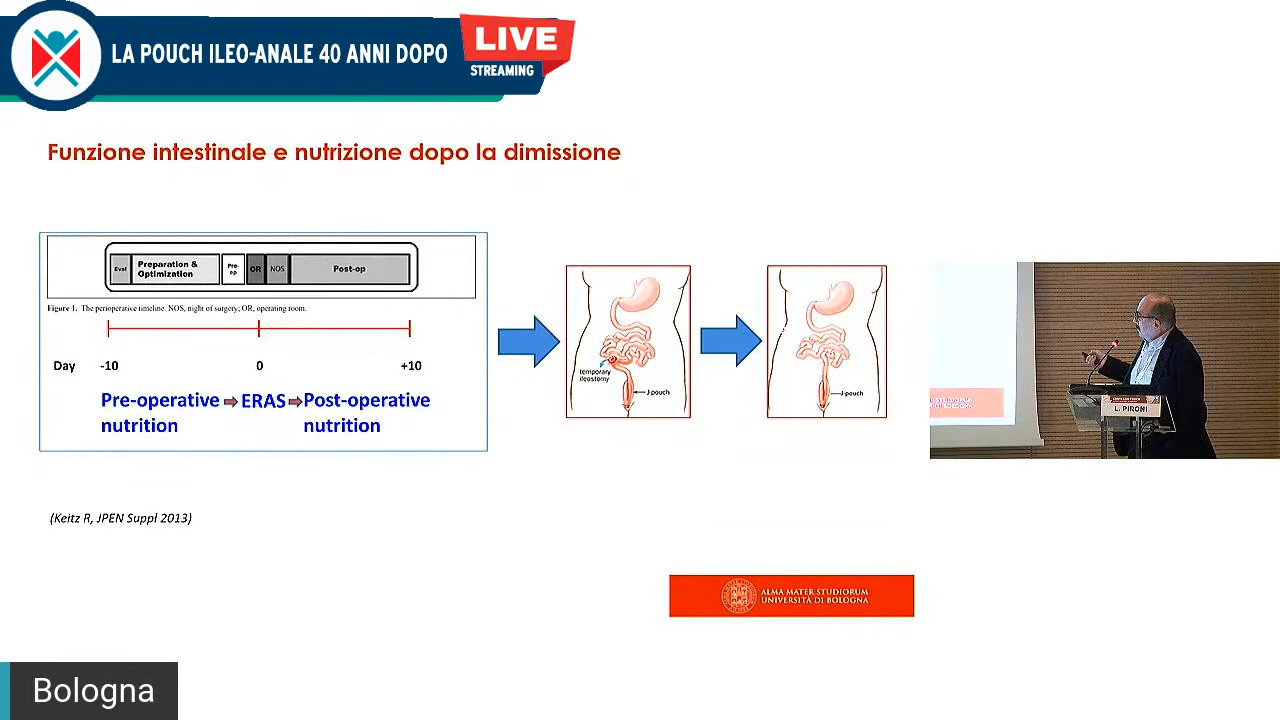 LA POUCH ILEO-ANALE 40 ANNI DOPO
LIVE
STREAMING
Funzione intestinale e nutrizione dopo la dimissione
Eval
Preparation &
Optimization
Pre-
op
OR
NOS
Post-op
Figure 1. The perioperative timeline. NOS, night of surgery; OR, operating room.
Day -10 0 +10
Pre-operative
nutrition
ERAS
Post-operative
nutrition
temporary
ileostomy
J-pouch
J-pouch
L. PIRONI
(Keitz R, JPEN Suppl 2013)
ALMA MATER STUDIORUM
UNIVERSITÀ DI BOLOGNA
Bologna